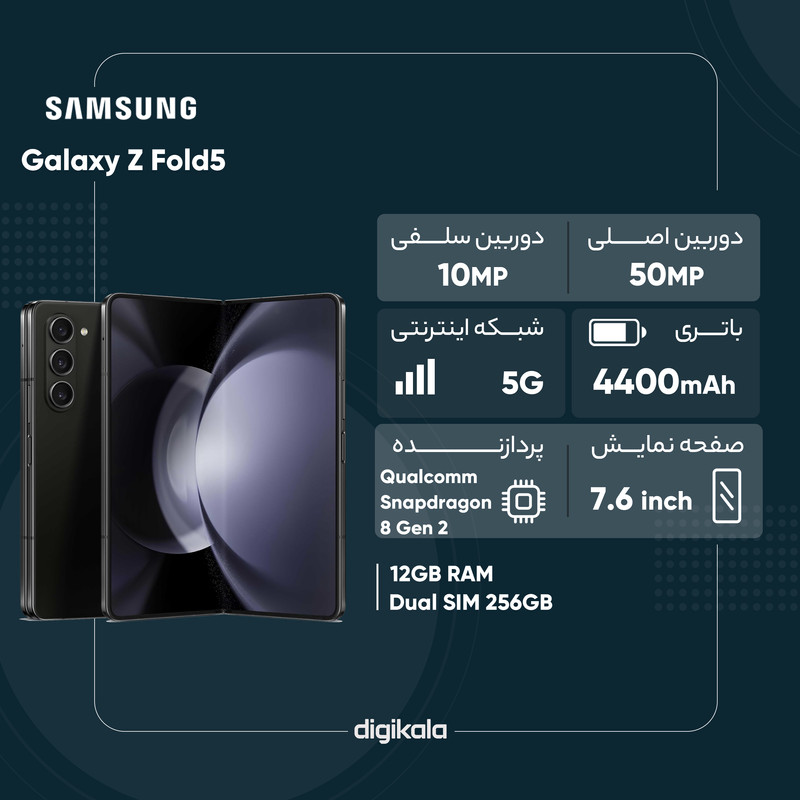 SAMSUNG
Galaxy Z Fold5
دوربین اصلی
50MP
دوربین سلفی
10MP
باتری
4400mAh
شبکه اینترنتی
5G
صفحه نمایش
7.6 inch
پردازنده
Qualcomm
Snapdragon
8 Gen 2
12GB RAM
Dual SIM 256GB
digikala